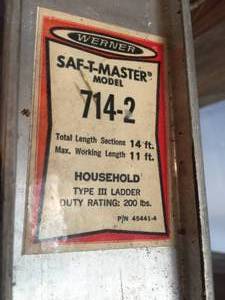 WERNER
SAF-T-MASTER®
MODEL
714-2
Total Length Sections 14 ft.
Max. Working Length 11 ft.
HOUSEHOLD
TYPE III LADDER
DUTY RATING: 200 lbs.
P/N 45441-4